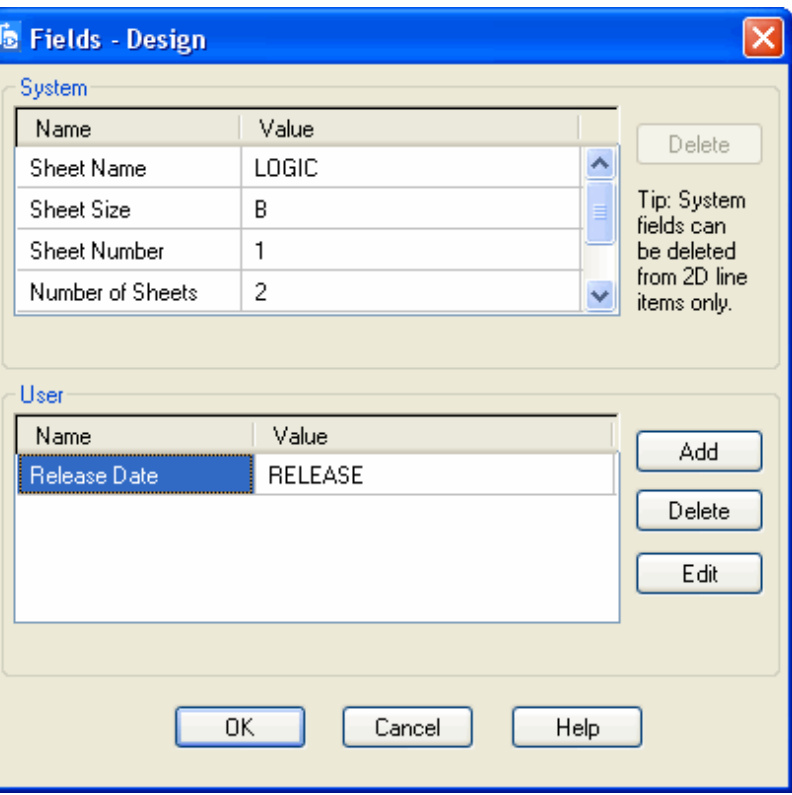 Fields - Design
System
Name Value
Sheet Name LOGIC
Sheet Size B
Sheet Number 1
Number of Sheets 2
Delete
Tip: System
fields can
be deleted
from 2D line
items only.
User
Name Value
Release Date RELEASE
Add
Delete
Edit
OK Cancel Help